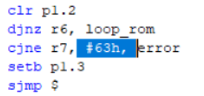 clr p1.2
djnz r6, loop_rom
cjne r7, #63h, error
setb p1.3
sjmp $